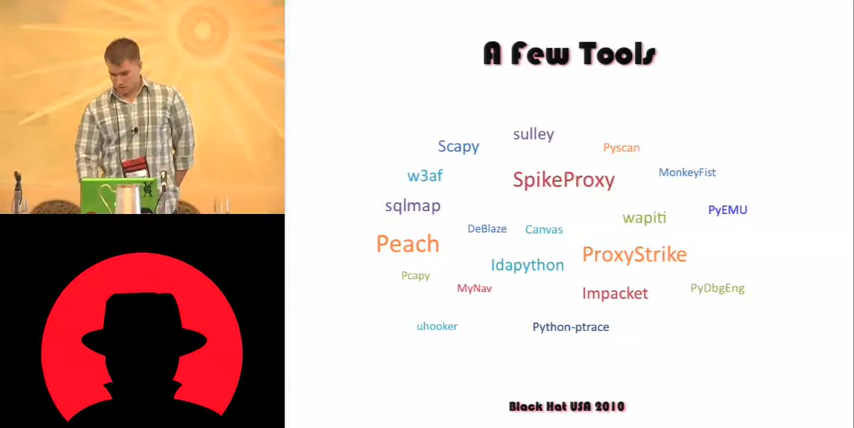 A Few Tools
sulley
Scapy
Pyscan
w3af
SpikeProxy
MonkeyFist
sqlmap
wapiti
PyEMU
DeBlaze
Canvas
Peach
ProxyStrike
Idapython
Pcapy
MyNav
Impacket
PyDbgEng
uhooker
Python-ptrace
Black Hat USA 2010